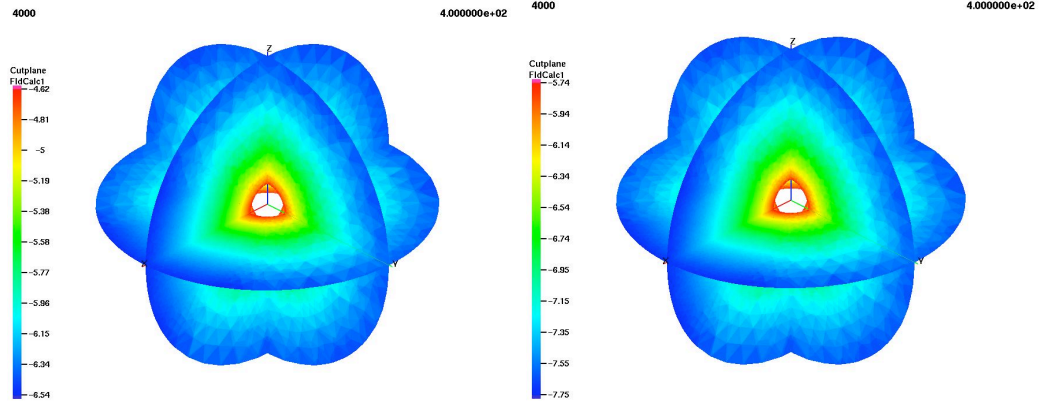 4000 4.000000e+02
Cutplane
FldCalc1
-4.62
-4.81
-5
-5.19
-5.38
-5.58
-5.77
-5.96
-6.15
-6.34
-6.54
Z
X
Y
4000 4.000000e+02
Cutplane
FldCalc1
-5.74
-5.94
-6.14
-6.34
-6.54
-6.74
-6.95
-7.15
-7.35
-7.55
-7.75
Z
X
Y